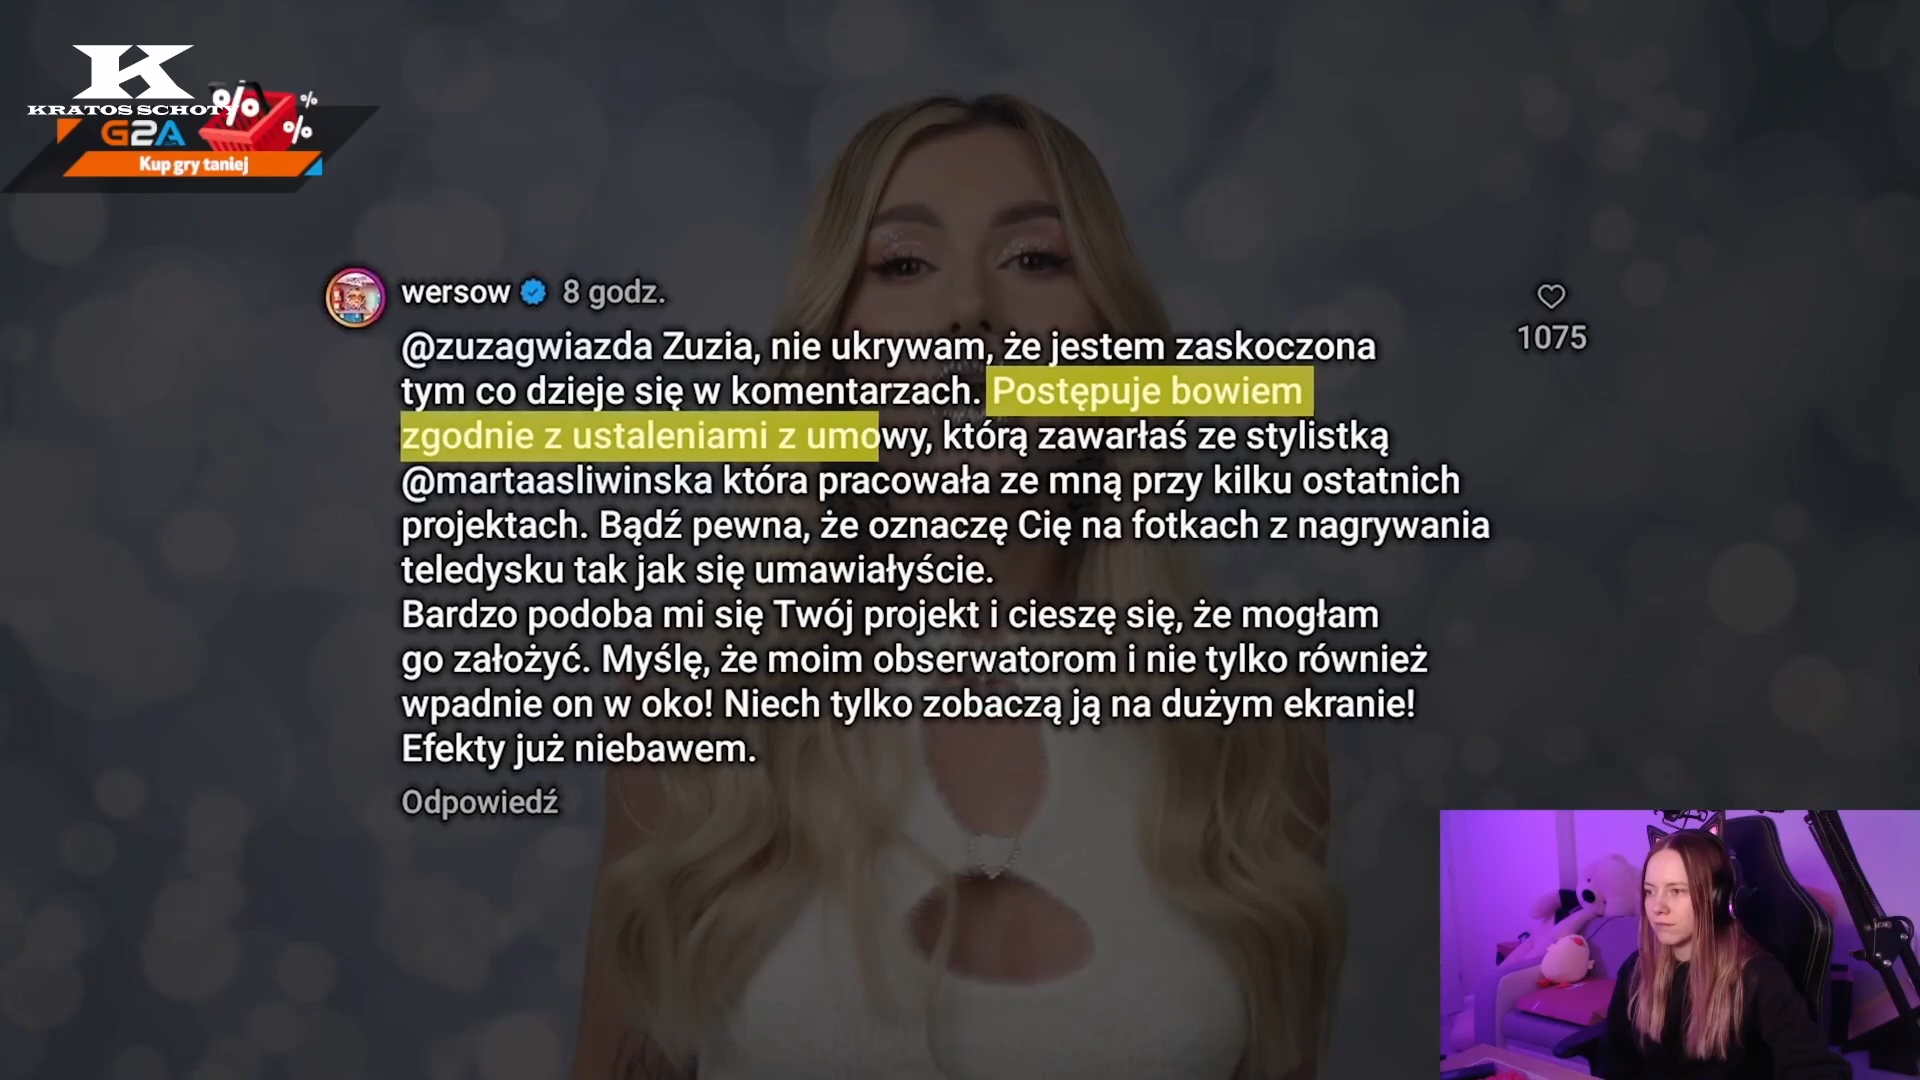 K
KRATOS SCHOTY
% % %
G2A
Kup gry taniej
wersow 8 godz.
@zuzagwiazda Zuzia, nie ukrywam, że jestem zaskoczona
tym co dzieje się w komentarzach. Postępuje bowiem
zgodnie z ustaleniami z umowy, którą zawarłaś ze stylistką
@martaasliwinska która pracowała ze mną przy kilku ostatnich
projektach. Bądź pewna, że oznaczę Cię na fotkach z nagrywania
teledysku tak jak się umawiałyście.
Bardzo podoba mi się Twój projekt i cieszę się, że mogłam
go założyć. Myślę, że moim obserwatorom i nie tylko również
wpadnie on w oko! Niech tylko zobaczą ją na dużym ekranie!
Efekty już niebawem.
Odpowiedź
1075